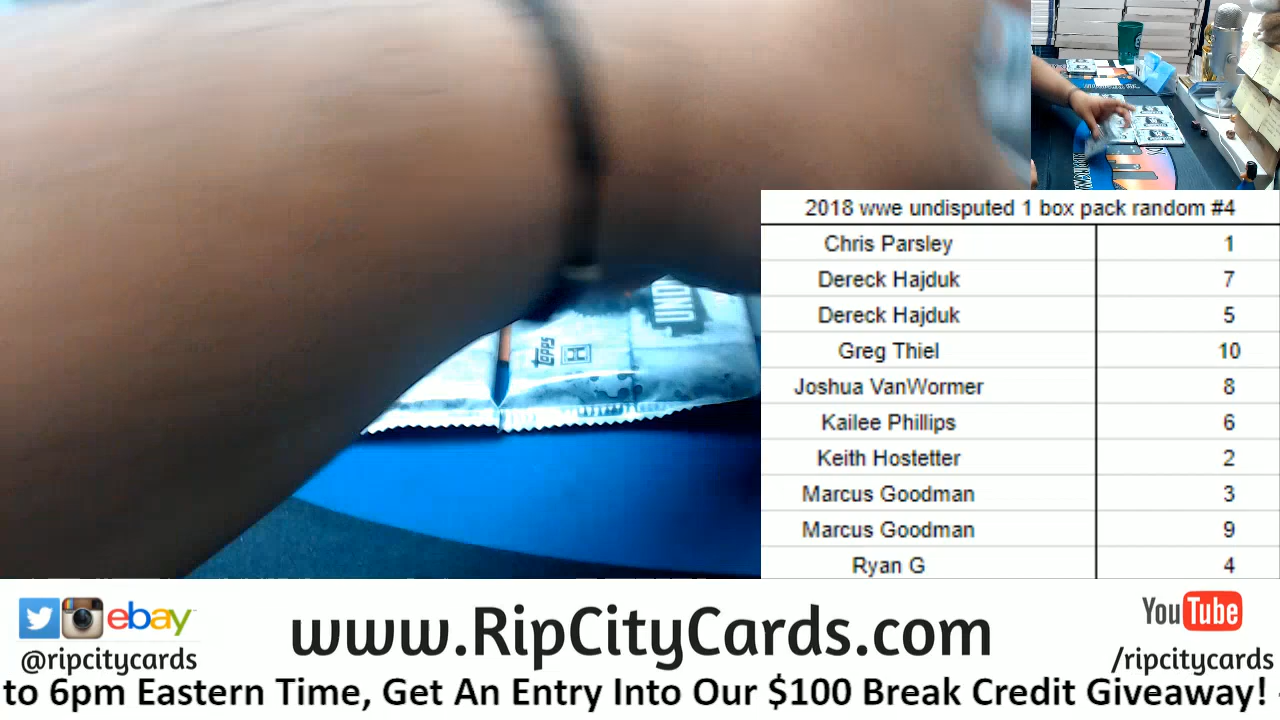 2018 wwe undisputed 1 box pack random #4
Chris Parsley 1
Dereck Hajduk 7
Dereck Hajduk 5
Greg Thiel 10
Joshua VanWormer 8
Kailee Phillips 6
Keith Hostetter 2
Marcus Goodman 3
Marcus Goodman 9
Ryan G 4
UND
topps
H
ebay
@ripcitycards
www.RipCityCards.com
YouTube
/ripcitycards
to 6pm Eastern Time, Get An Entry Into Our $100 Break Credit Giveaway!